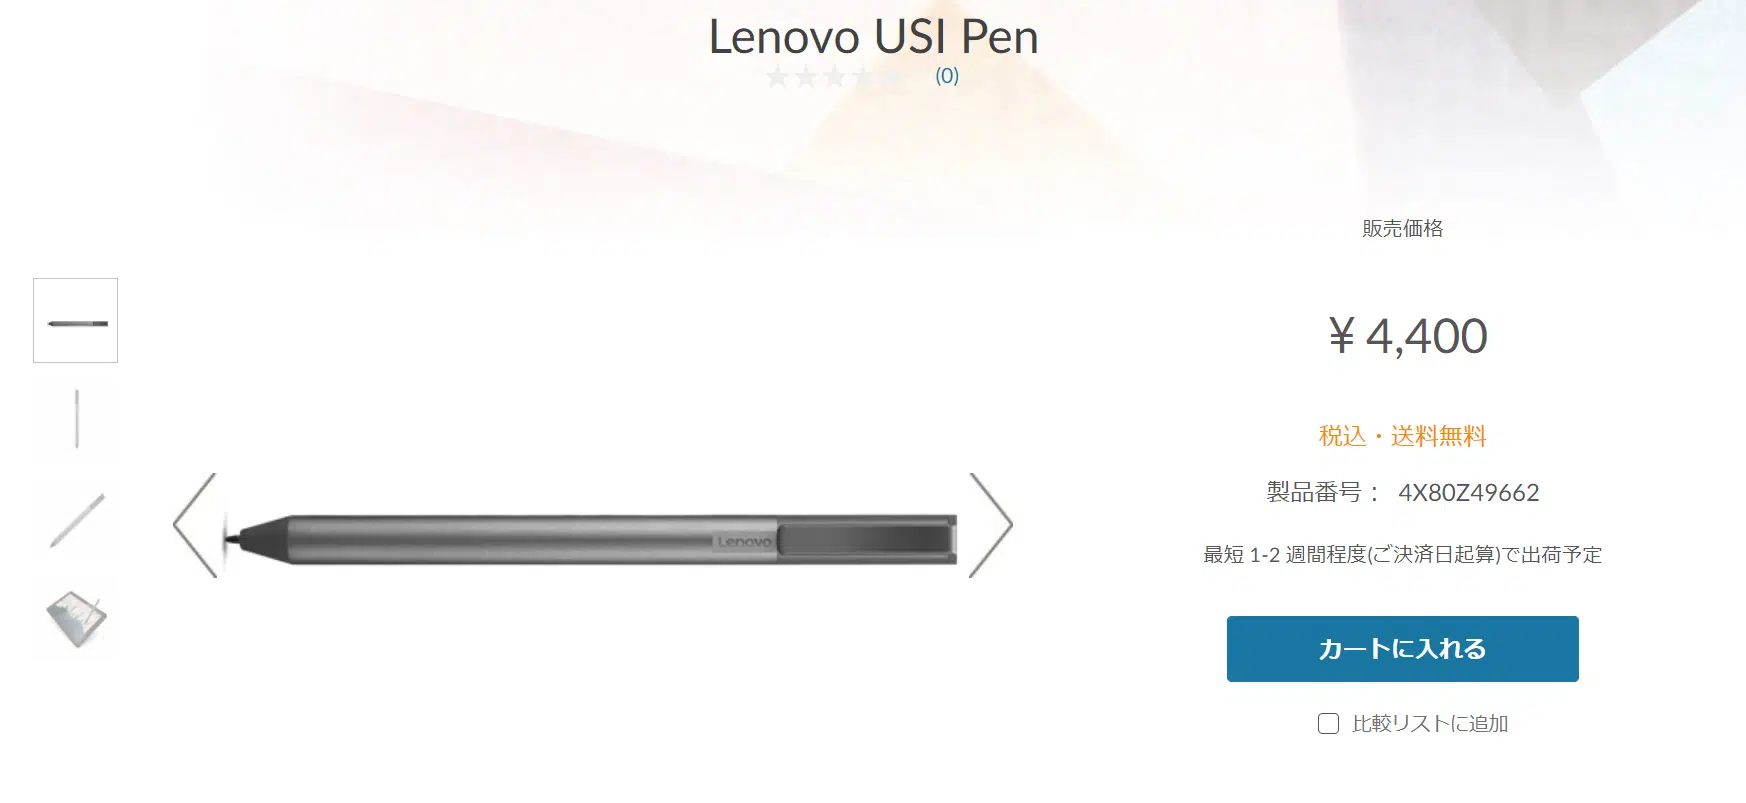 Lenovo USI Pen
(0)
販売価格
¥ 4,400
税込・送料無料
製品番号： 4X80Z49662
最短 1-2 週間程度(ご決済日起算)で出荷予定
カートに入れる
比較リストに追加
Lenovo